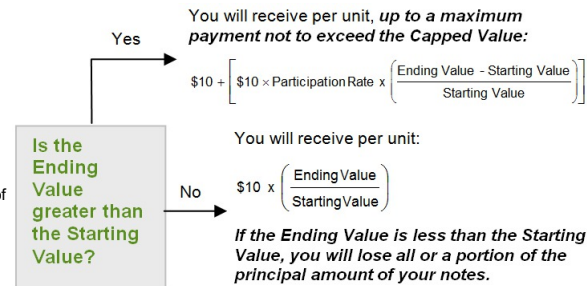 You will receive per unit, up to a maximum
payment not to exceed the Capped Value:
Yes
$10 + [ $10 × Participation Rate x ( Ending Value - Starting Value
Starting Value ) ]
Is the
Ending
Value
greater than
the Starting
Value?
of
No
You will receive per unit:
$10 x ( Ending Value
Starting Value )
If the Ending Value is less than the Starting
Value, you will lose all or a portion of the
principal amount of your notes.